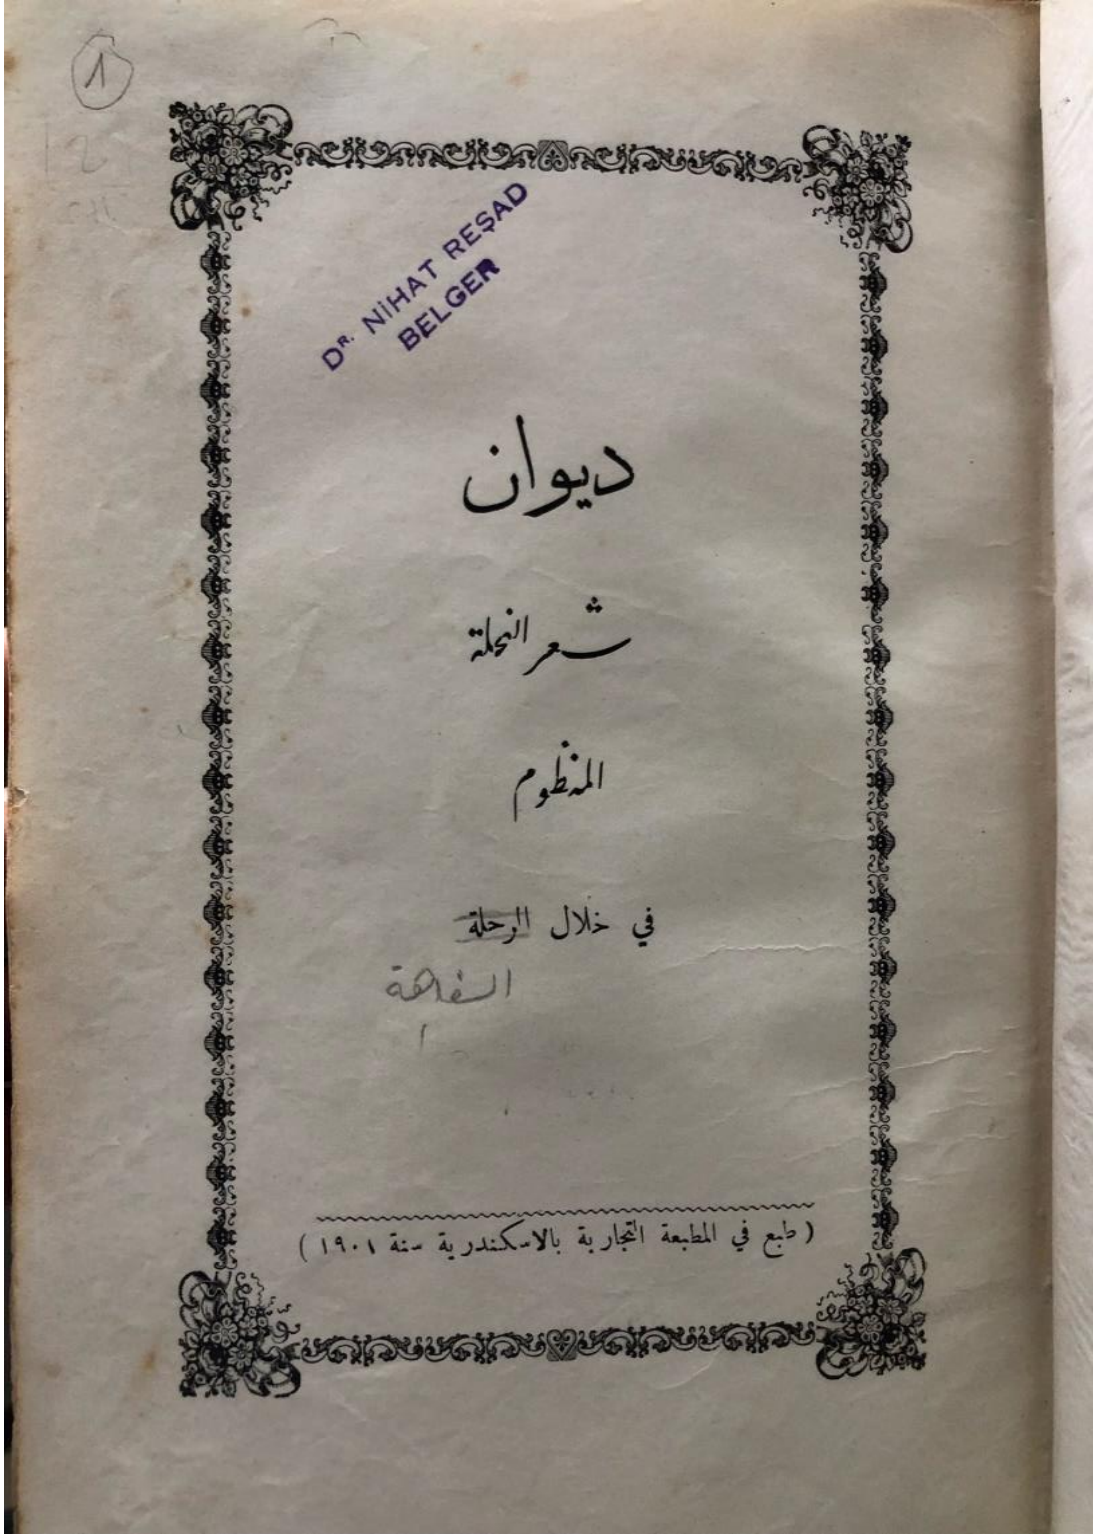 ١
Dᴿ. NİHAT REŞAD
BELGER
ديوان
شعر النحلة
المنظوم
في خلال الرحلة
السفاهة
( طبع في المطبعة التجارية بالاسكندرية سنة ١٩٠١ )